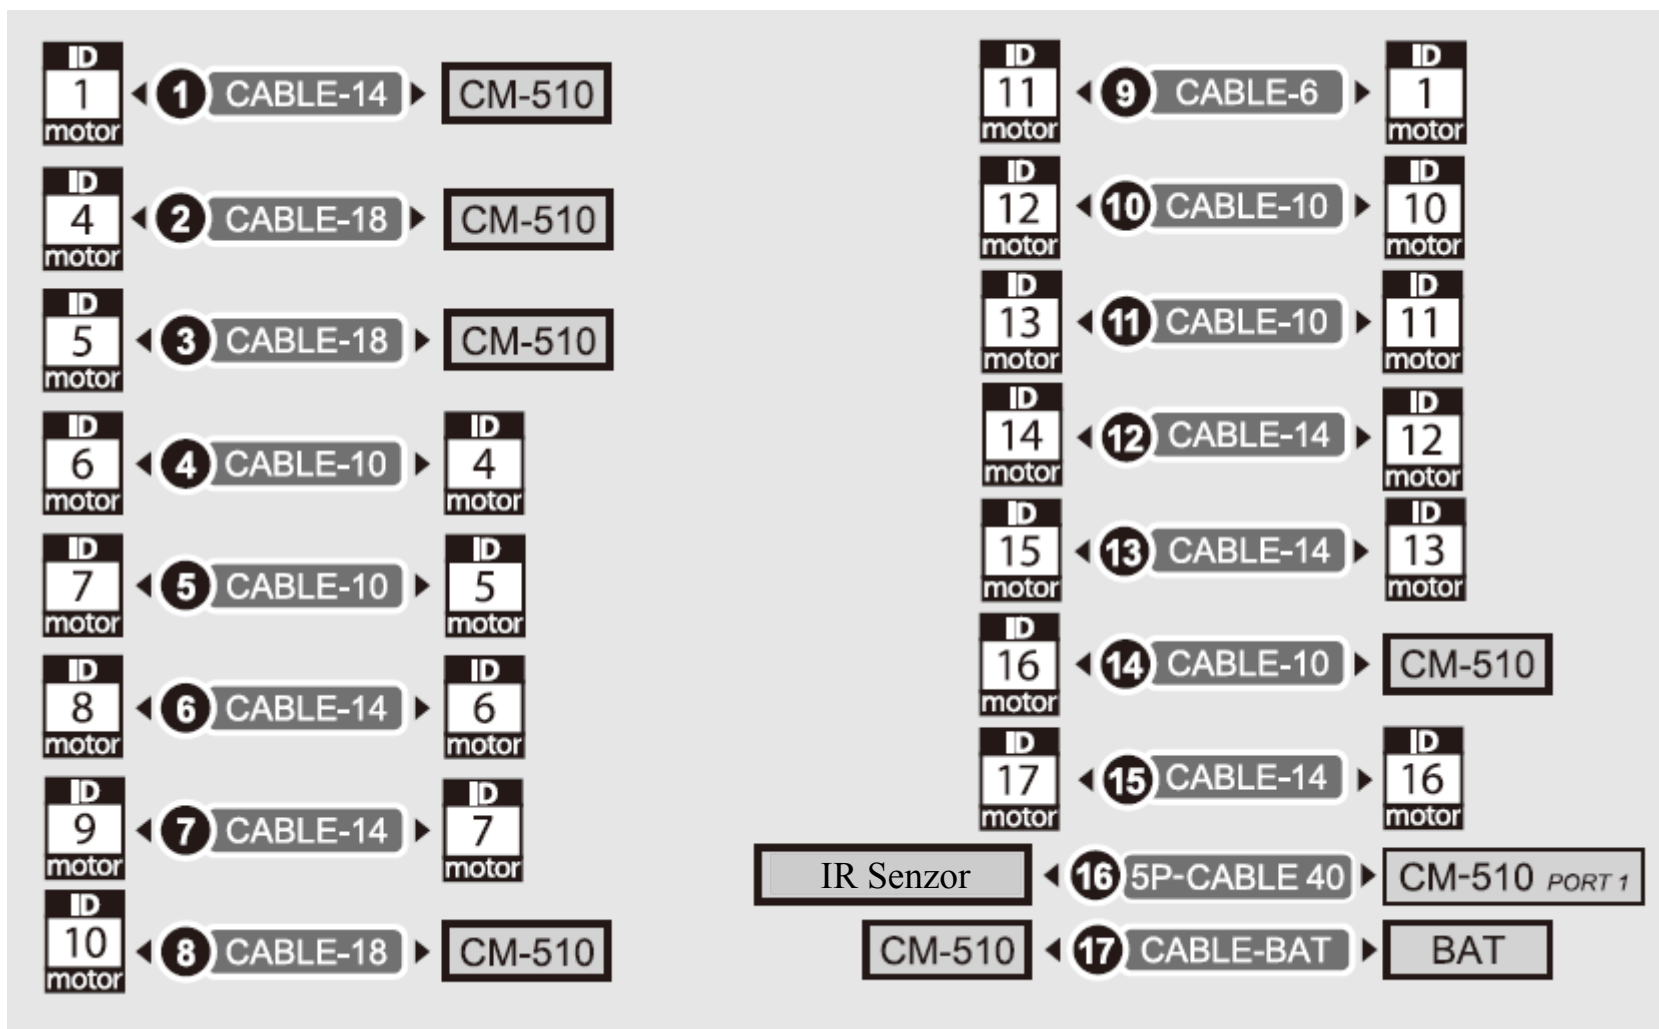 ID
1
motor
1 CABLE-14 CM-510
ID
4
motor
2 CABLE-18 CM-510
ID
5
motor
3 CABLE-18 CM-510
ID
6
motor
4 CABLE-10
ID
4
motor
ID
7
motor
5 CABLE-10
ID
5
motor
ID
8
motor
6 CABLE-14
ID
6
motor
ID
9
motor
7 CABLE-14
ID
7
motor
ID
10
motor
8 CABLE-18 CM-510
ID
11
motor
9 CABLE-6
ID
1
motor
ID
12
motor
10 CABLE-10
ID
10
motor
ID
13
motor
11 CABLE-10
ID
11
motor
ID
14
motor
12 CABLE-14
ID
12
motor
ID
15
motor
13 CABLE-14
ID
13
motor
ID
16
motor
14 CABLE-10 CM-510
ID
17
motor
15 CABLE-14
ID
16
motor
IR Senzor 16 5P-CABLE 40 CM-510 PORT 1
CM-510 17 CABLE-BAT BAT